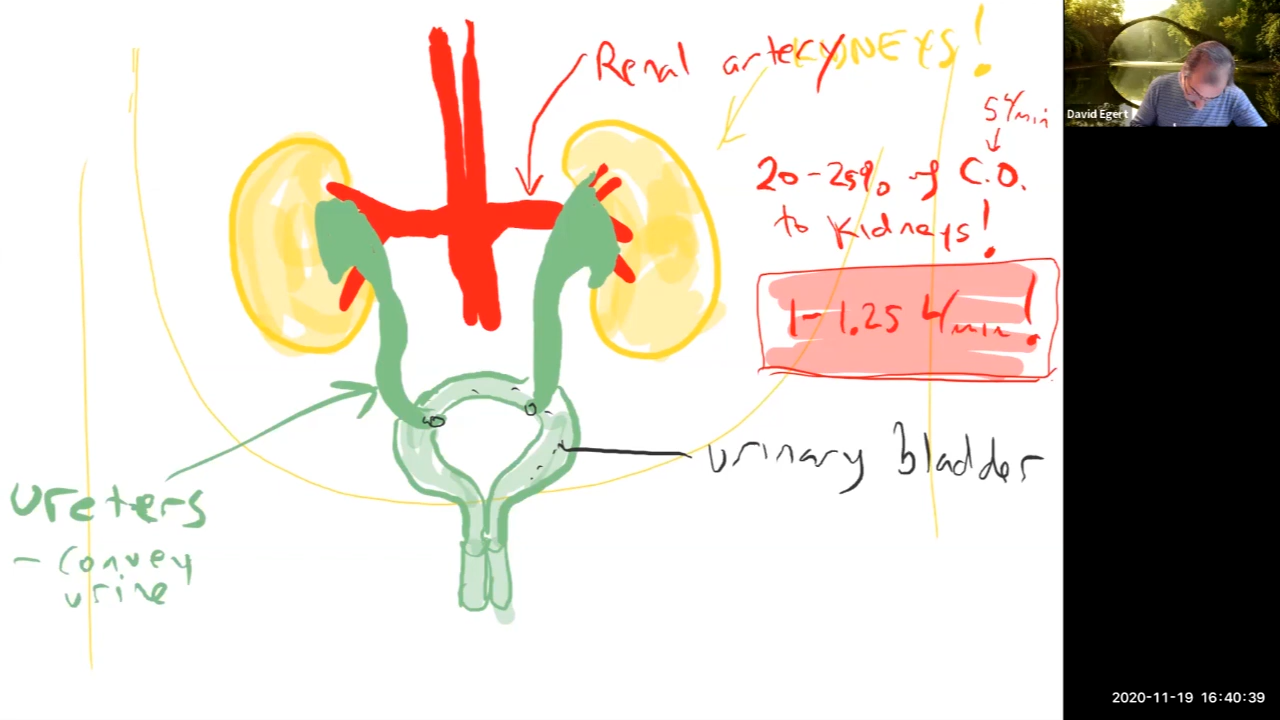 Renal artery
KIDNEYS!
5 L/min
20-25% of C.O.
to kidneys!
1-1.25 L/min!
urinary bladder
ureters
- convey
urine
David Egert
2020-11-19 16:40:39